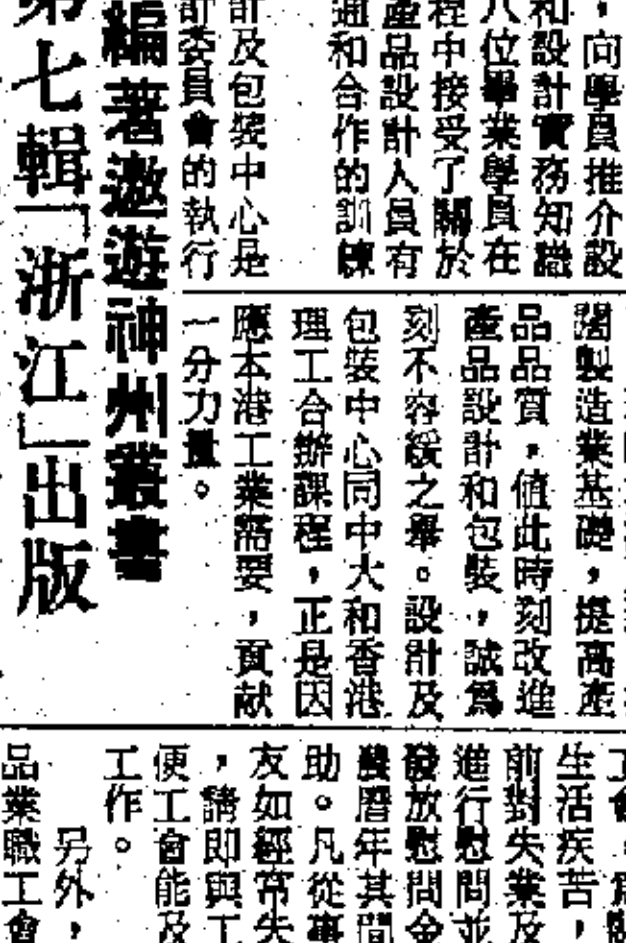 ，向學員推介設
和設計實務知識
八位畢業學員在
程中接受了關於
產品設計人員有
通和合作的訓練
計及包裝中心是
計委員會的執行
製造業基礎，提高產
品品質，值此時刻改進
產品設計和包裝，誠爲
刻不容緩之舉。設計及
包裝中心同中大和香港
理工合辦課程，正是因
應本港工業需要，貢献
一分力量。
編著遨遊神州叢書
第七輯「浙江」出版
工會
生活疾苦，
前對失業及
進行慰問並
發放慰問金
農曆年其間
助。凡從事
友如經常失
，請即與工
便工會能及
工作。
另外，
品業職工會